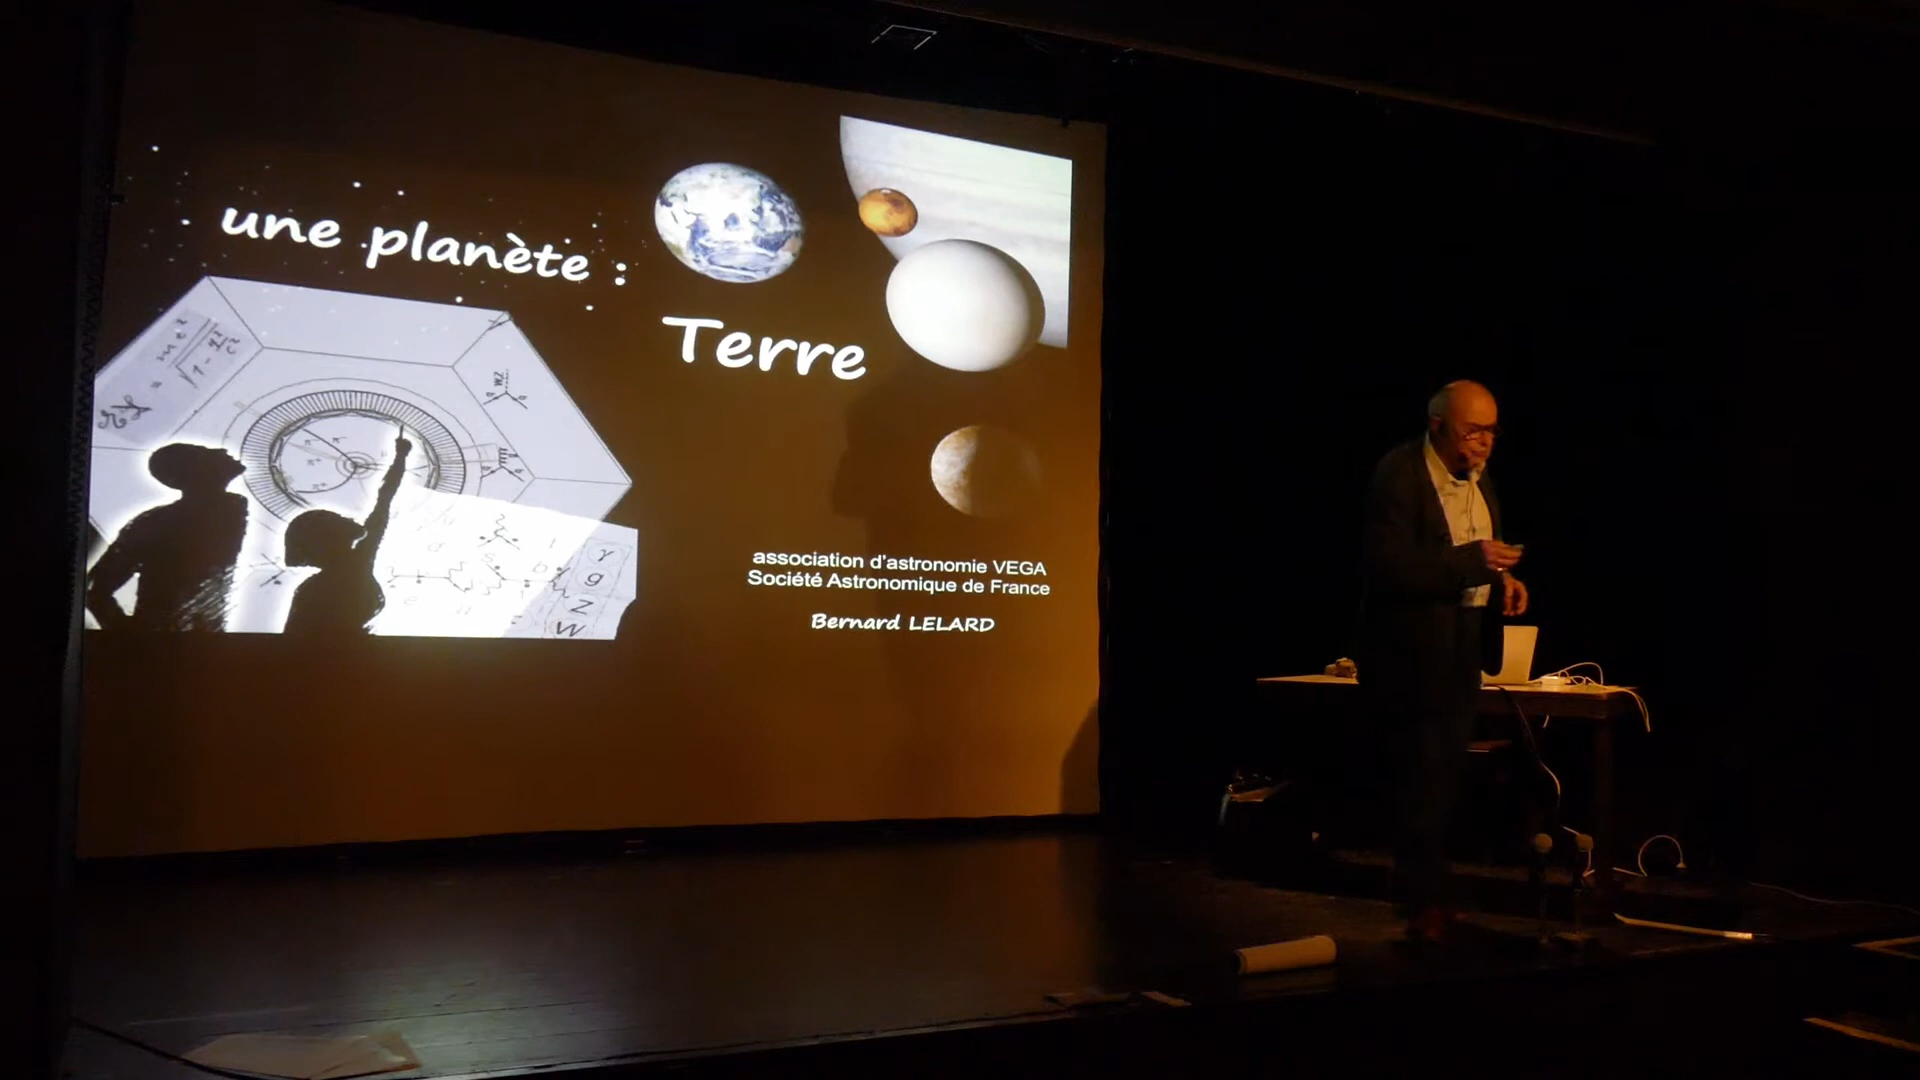 une planète :
Terre
association d'astronomie VEGA
Société Astronomique de France
Bernard LELARD
γ
g
Z
W